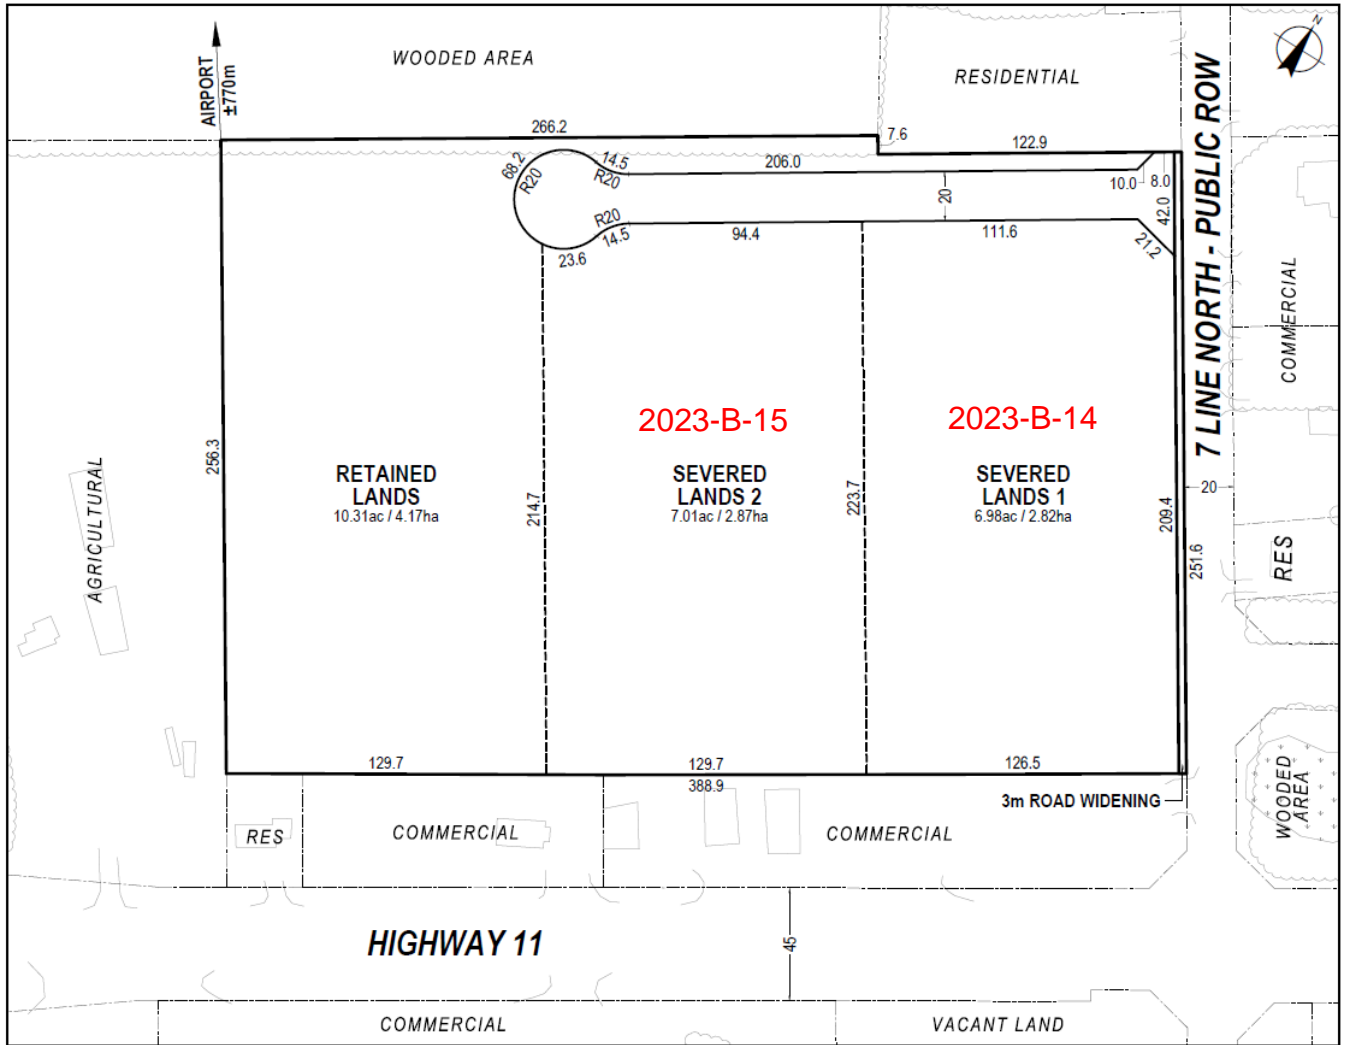 N
WOODED AREA
RESIDENTIAL
AIRPORT
±770m
266.2
7.6
122.9
68.2
R20
14.5
R20
206.0
10.0
8.0
20
42.0
R20
14.5
23.6
94.4
111.6
21.2
7 LINE NORTH - PUBLIC ROW
COMMERCIAL
2023-B-15
2023-B-14
256.3
AGRICULTURAL
RETAINED
LANDS
10.31ac / 4.17ha
214.7
SEVERED
LANDS 2
7.01ac / 2.87ha
223.7
SEVERED
LANDS 1
6.98ac / 2.82ha
209.4
20
251.6
RES
129.7
129.7
126.5
388.9
3m ROAD WIDENING
WOODED
AREA
RES
COMMERCIAL
COMMERCIAL
HIGHWAY 11
45
COMMERCIAL
VACANT LAND